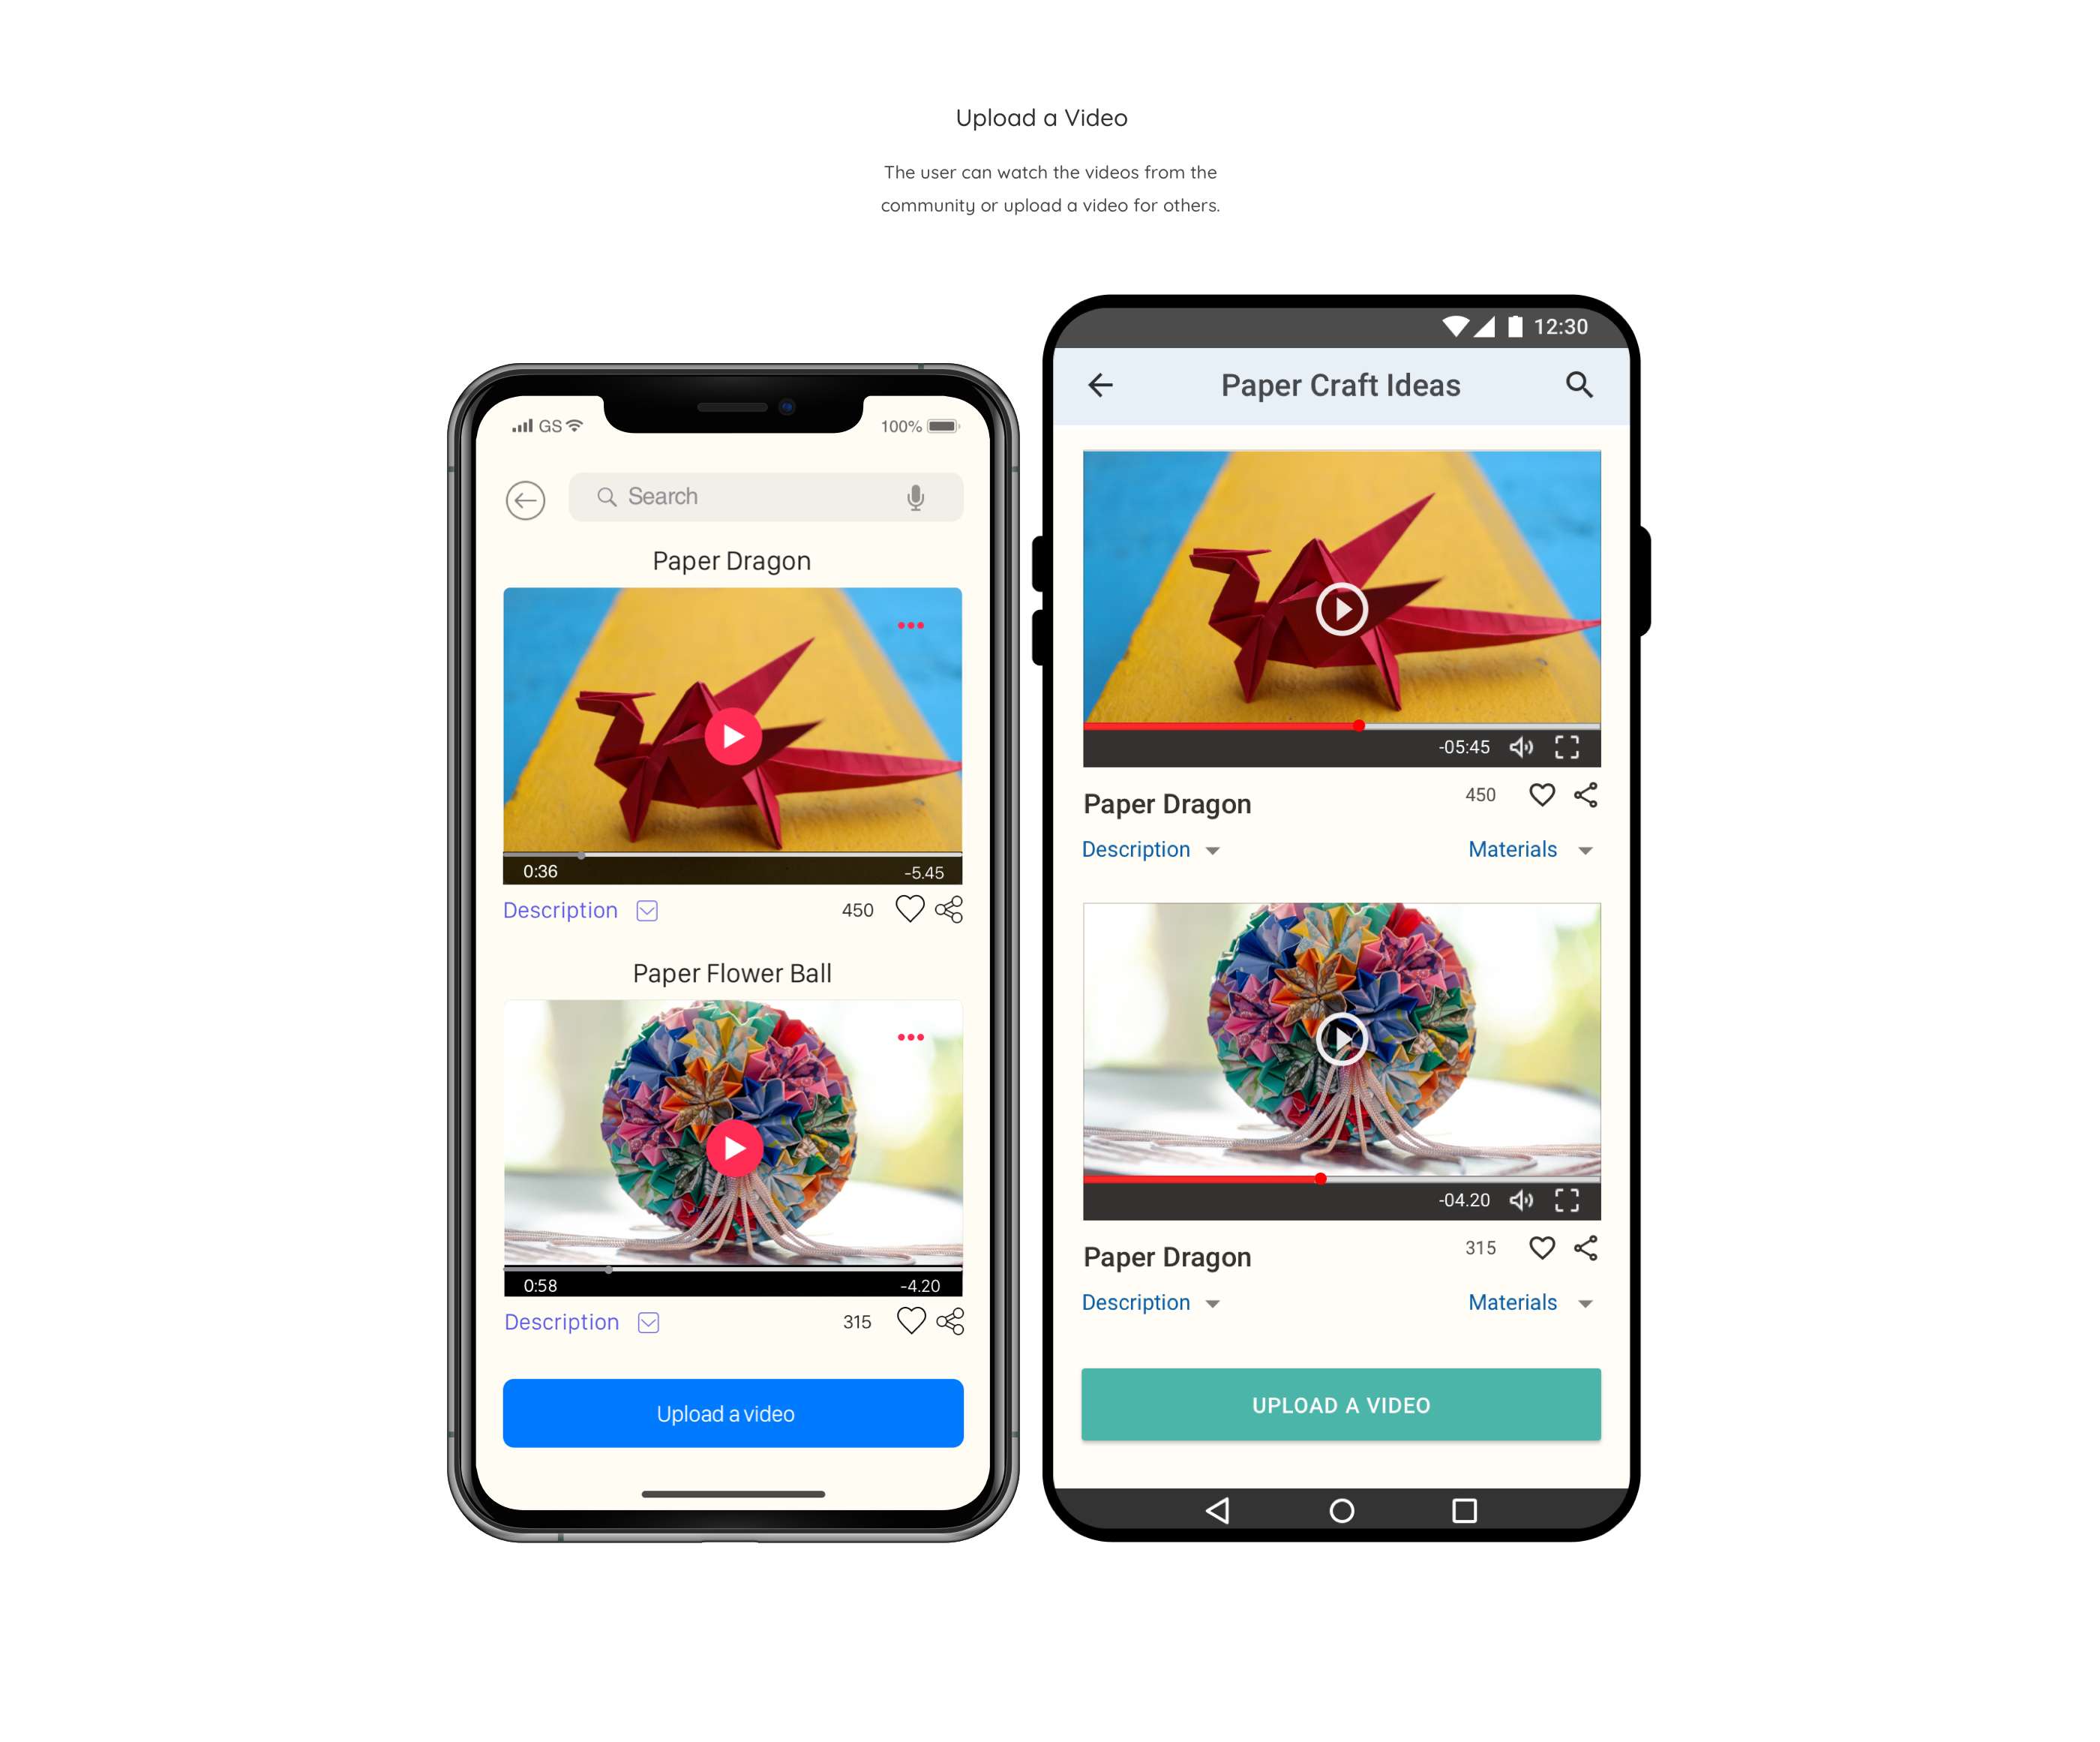 Upload a Video
The user can watch the videos from the
community or upload a video for others.
GS
100%
Search
Paper Dragon
0:36
-5.45
Description
450
Paper Flower Ball
0:58
-4.20
Description
315
Upload a video
12:30
Paper Craft Ideas
-05:45
Paper Dragon
450
Description
Materials
-04.20
Paper Dragon
315
Description
Materials
UPLOAD A VIDEO